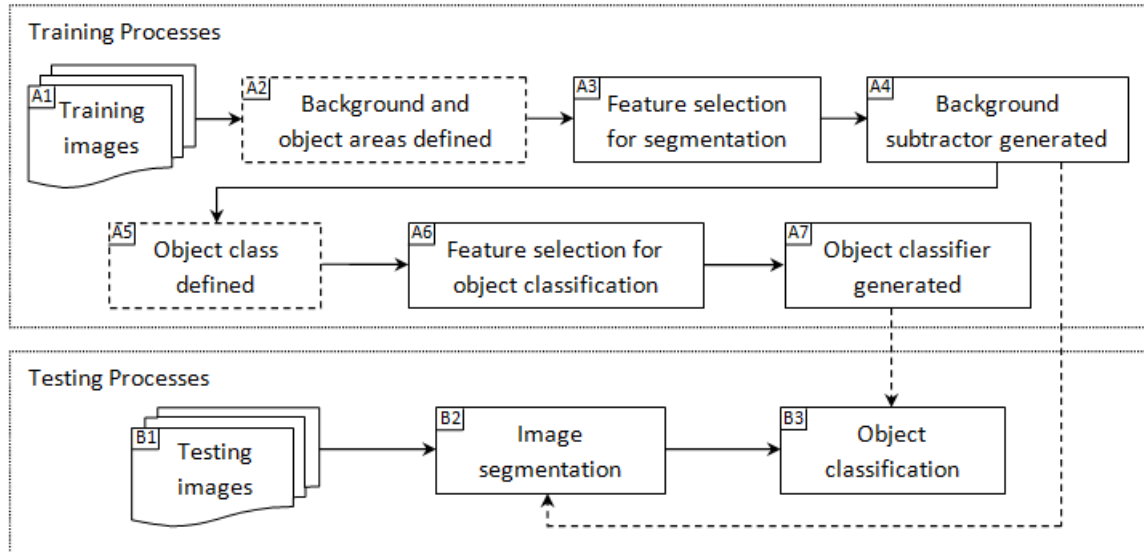 Training Processes
A1
Training
images
A2
Background and
object areas defined
A3
Feature selection
for segmentation
A4
Background
subtractor generated
A5
Object class
defined
A6
Feature selection for
object classification
A7
Object classifier
generated
Testing Processes
B1
Testing
images
B2
Image
segmentation
B3
Object
classification